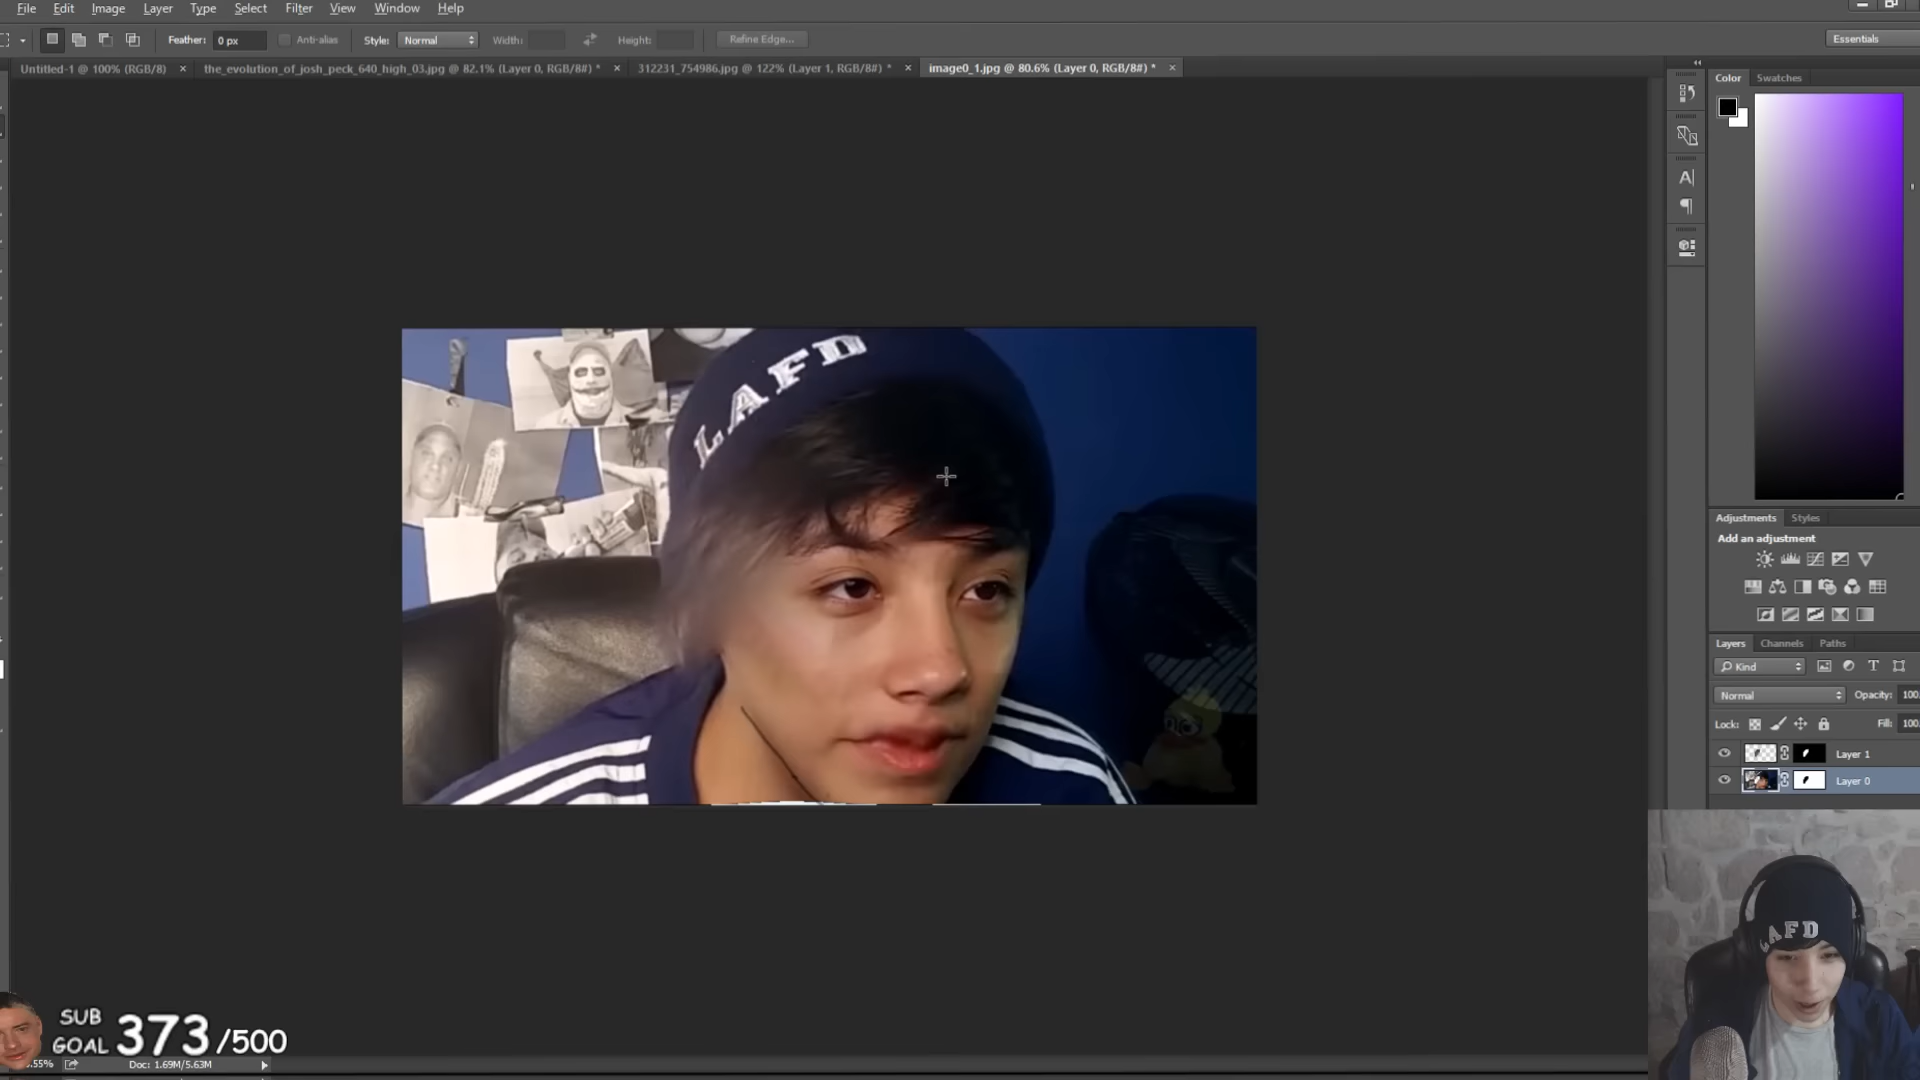 File Edit Image Layer Type Select Filter View Window Help
Feather: 0 px Anti-alias Style: Normal Width: Height: Refine Edge... Essentials
Untitled-1 @ 100% (RGB/8) × the_evolution_of_josh_peck_640_high_03.jpg @ 82.1% (Layer 0, RGB/8#) * × 312231_754986.jpg @ 122% (Layer 1, RGB/8#) * × image0_1.jpg @ 80.6% (Layer 0, RGB/8#) * ×
Color Swatches
LAFD
Adjustments Styles
Add an adjustment
Layers Channels Paths
Kind
Normal Opacity: 100
Lock: Fill: 100
Layer 1
Layer 0
AFD
SUB
GOAL 373/500
.55% Doc: 1.69M/5.63M